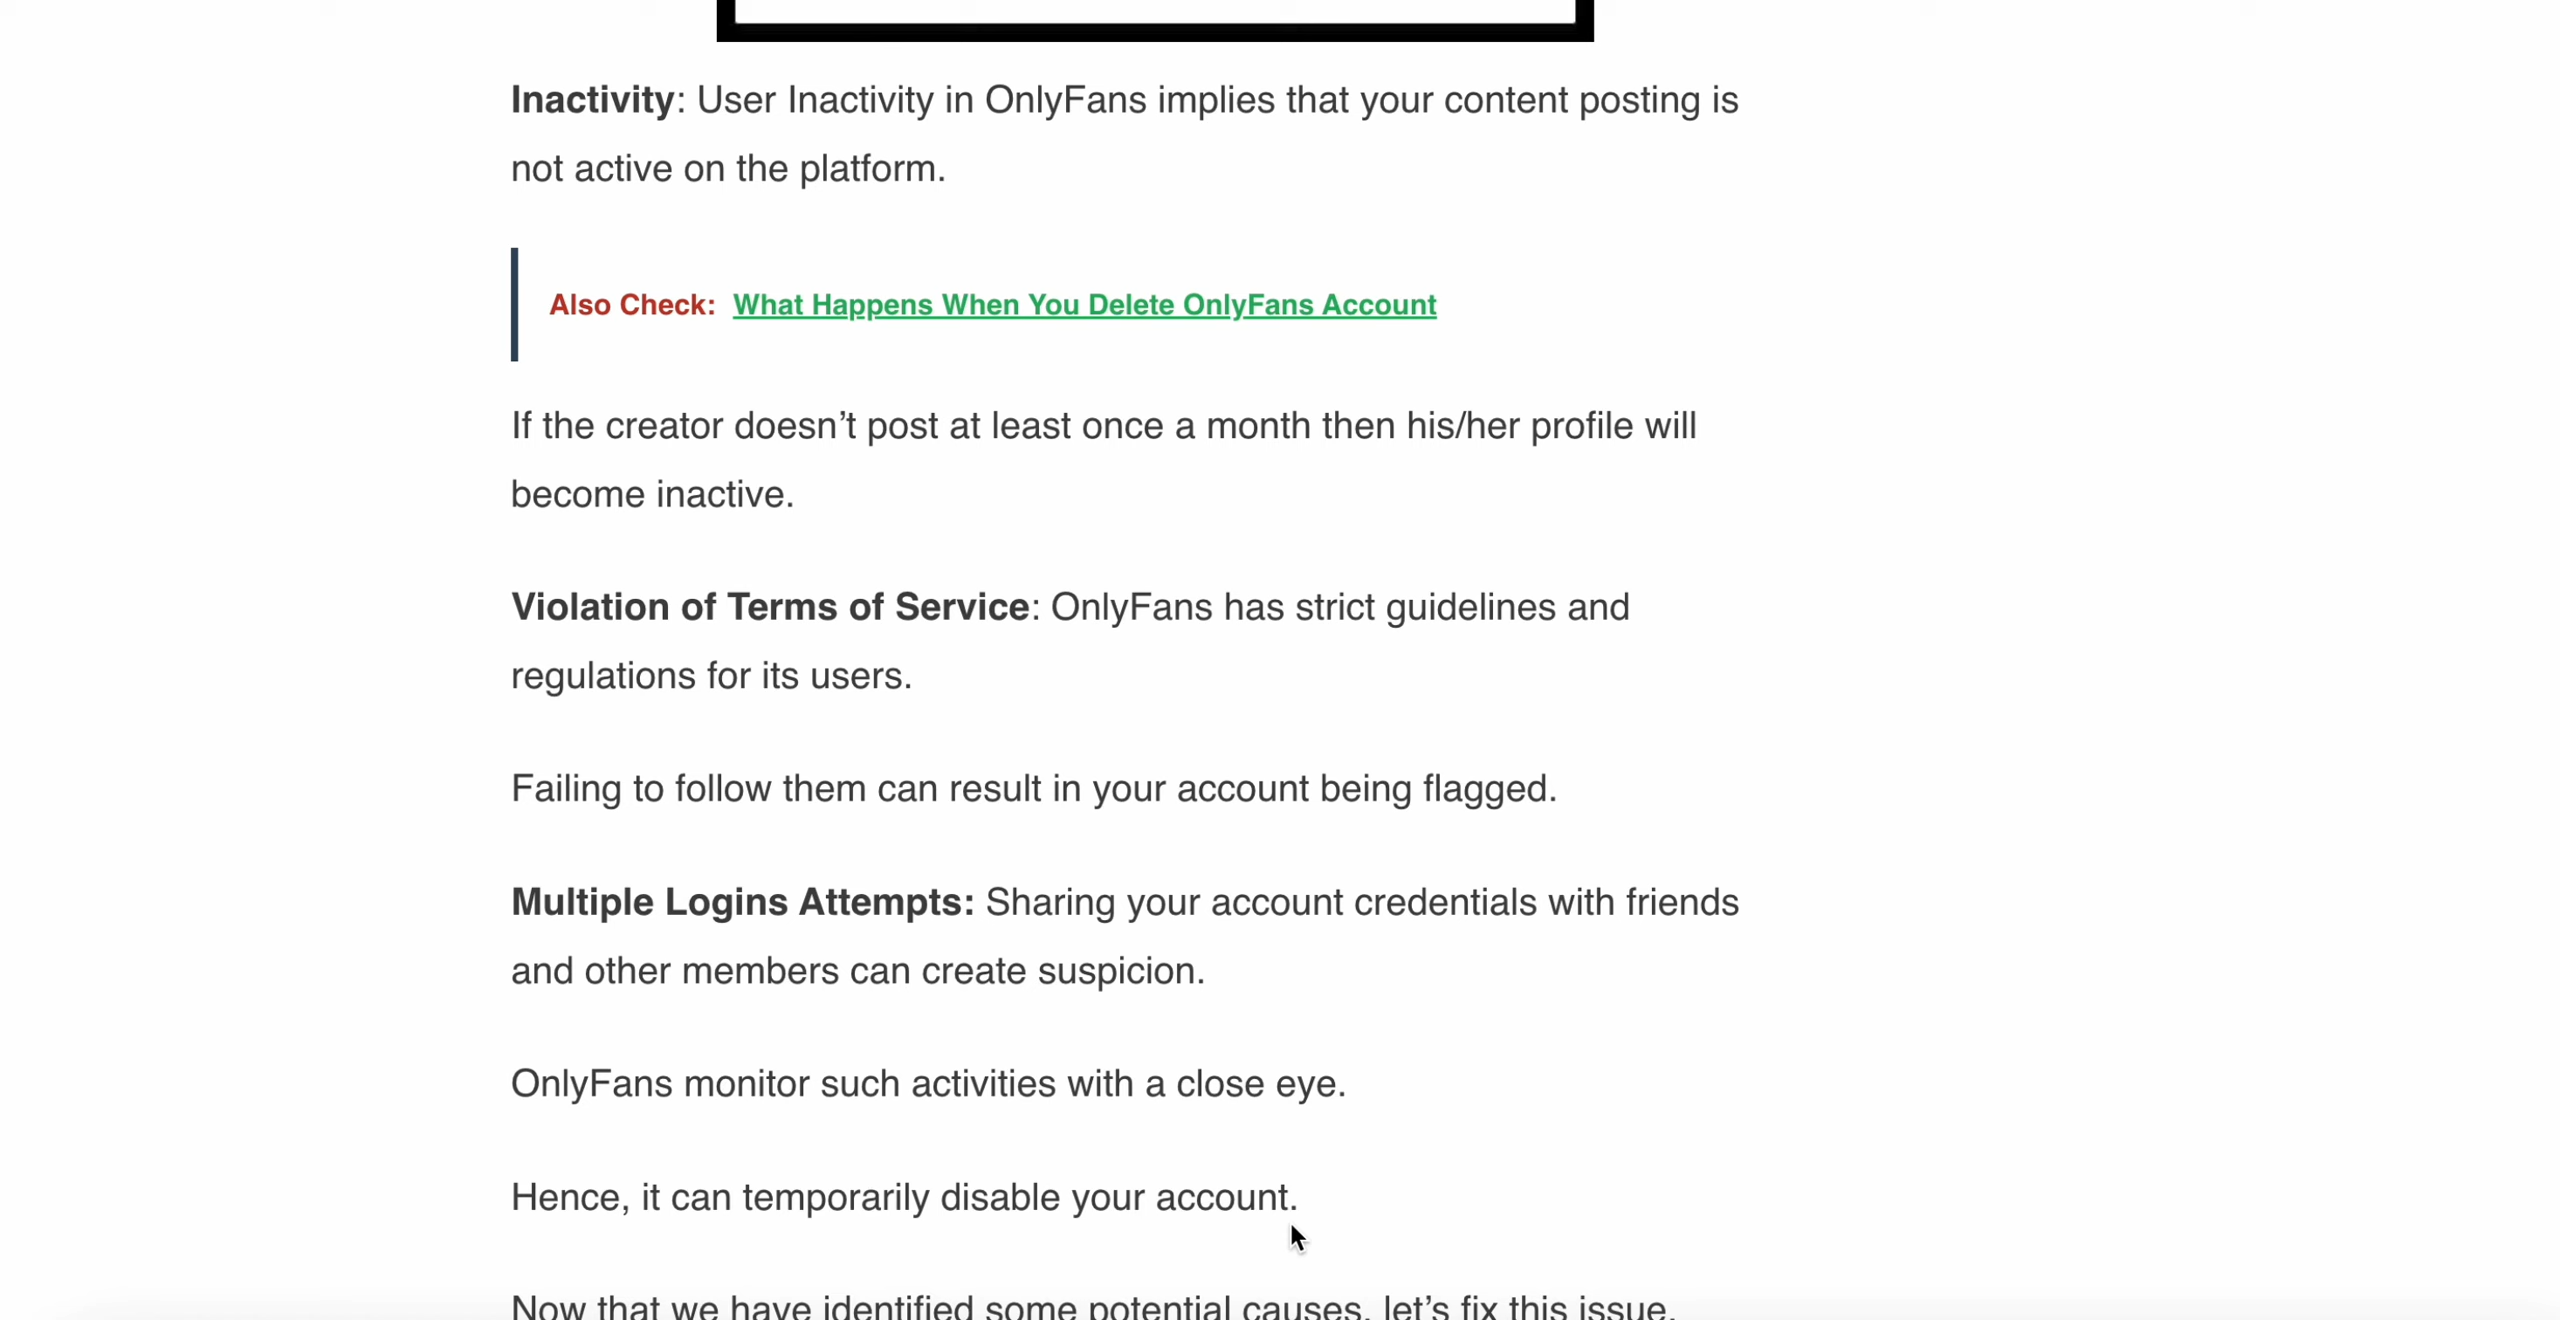 Inactivity: User Inactivity in OnlyFans implies that your content posting is
not active on the platform.
Also Check: What Happens When You Delete OnlyFans Account
If the creator doesn’t post at least once a month then his/her profile will
become inactive.
Violation of Terms of Service: OnlyFans has strict guidelines and
regulations for its users.
Failing to follow them can result in your account being flagged.
Multiple Logins Attempts: Sharing your account credentials with friends
and other members can create suspicion.
OnlyFans monitor such activities with a close eye.
Hence, it can temporarily disable your account.
Now that we have identified some potential causes, let’s fix this issue.